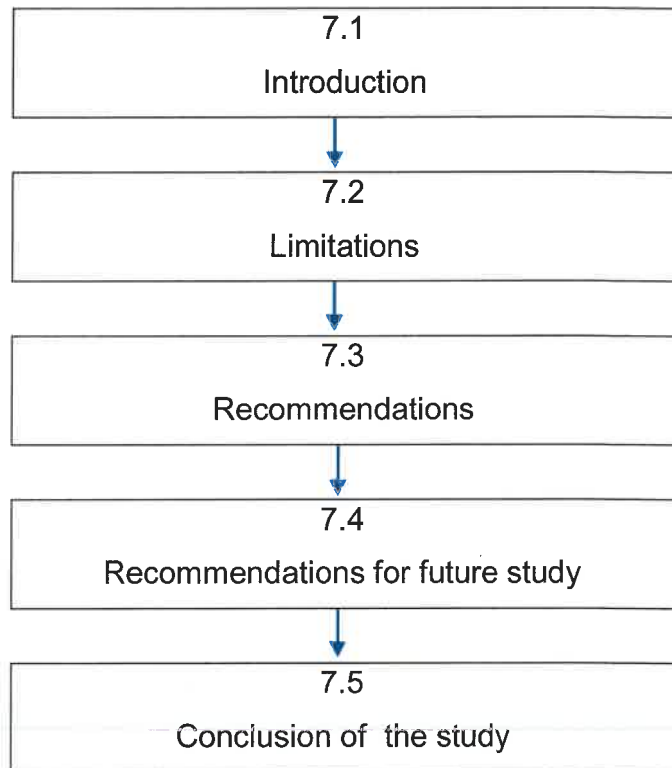 7.1
Introduction
7.2
Limitations
7.3
Recommendations
7.4
Recommendations for future study
7.5
Conclusion of the study